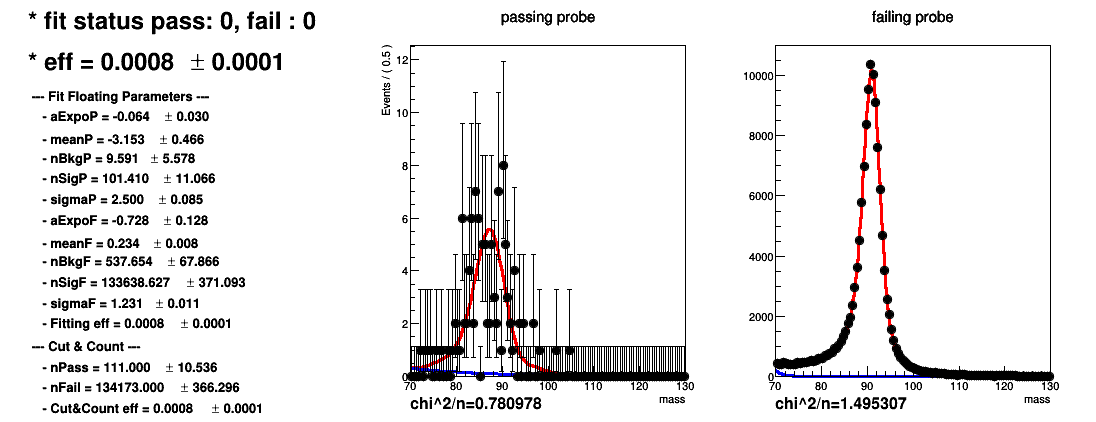 * fit status pass: 0, fail : 0
* eff = 0.0008 ± 0.0001
--- Fit Floating Parameters ---
- aExpoP = -0.064 ± 0.030
- meanP = -3.153 ± 0.466
- nBkgP = 9.591 ± 5.578
- nSigP = 101.410 ± 11.066
- sigmaP = 2.500 ± 0.085
- aExpoF = -0.728 ± 0.128
- meanF = 0.234 ± 0.008
- nBkgF = 537.654 ± 67.866
- nSigF = 133638.627 ± 371.093
- sigmaF = 1.231 ± 0.011
- Fitting eff = 0.0008 ± 0.0001
--- Cut & Count ---
- nPass = 111.000 ± 10.536
- nFail = 134173.000 ± 366.296
- Cut&Count eff = 0.0008 ± 0.0001
passing probe
Events / ( 0.5 )
12
10
8
6
4
2
0
70 80 90 100 110 120 130
mass
chi^2/n=0.780978
failing probe
10000
8000
6000
4000
2000
0
70 80 90 100 110 120 130
mass
chi^2/n=1.495307